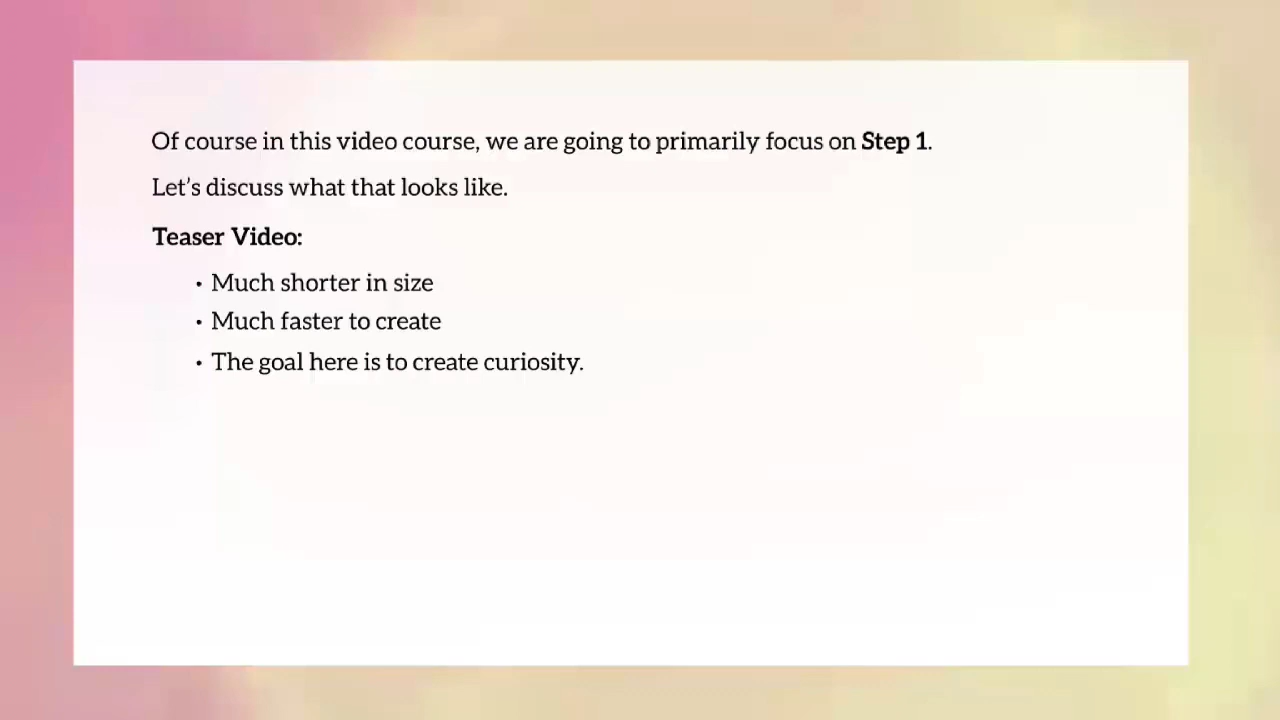 Of course in this video course, we are going to primarily focus on Step 1.
Let’s discuss what that looks like.
Teaser Video:
• Much shorter in size
• Much faster to create
• The goal here is to create curiosity.